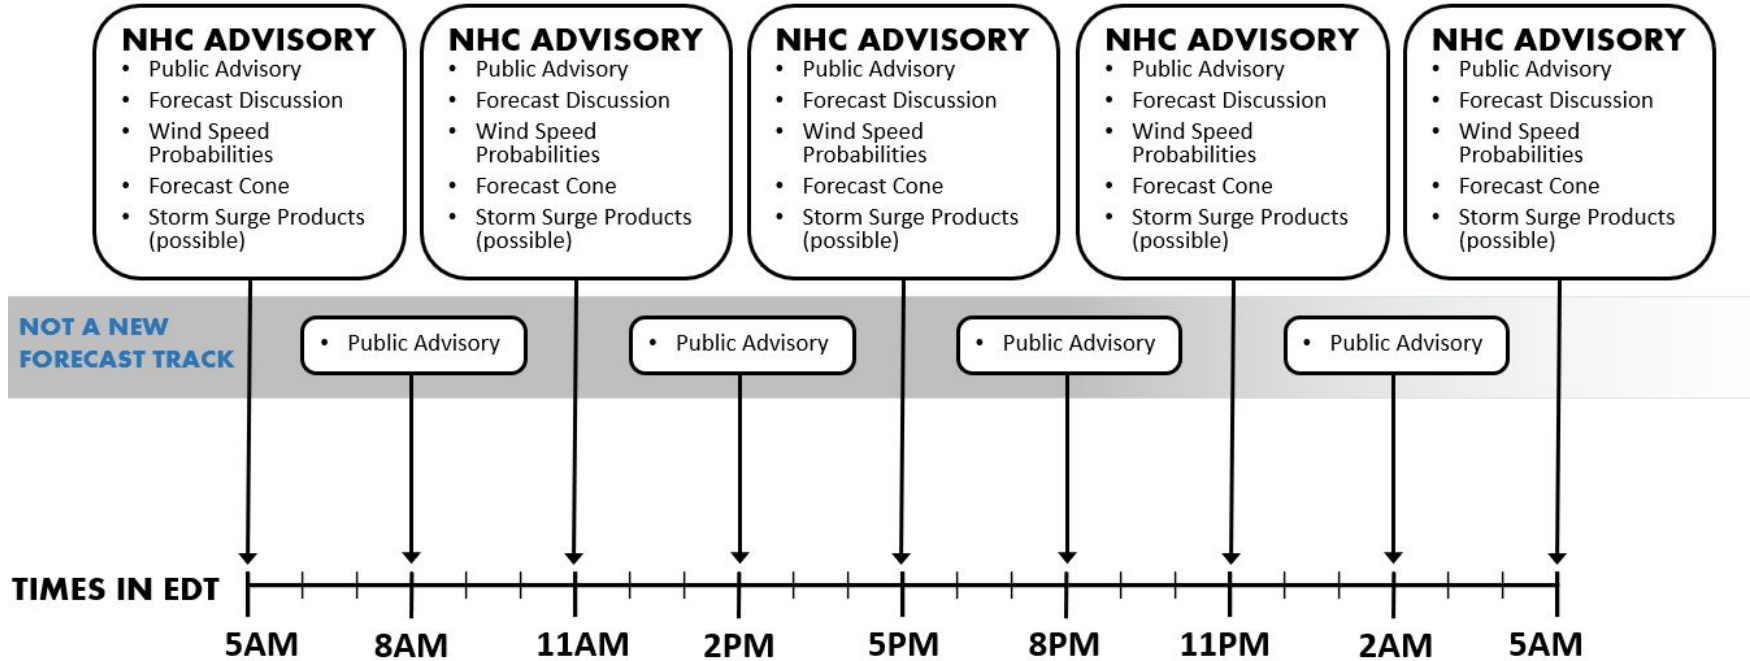 NHC ADVISORY
• Public Advisory
• Forecast Discussion
• Wind Speed
Probabilities
• Forecast Cone
• Storm Surge Products
(possible)
NHC ADVISORY
• Public Advisory
• Forecast Discussion
• Wind Speed
Probabilities
• Forecast Cone
• Storm Surge Products
(possible)
NHC ADVISORY
• Public Advisory
• Forecast Discussion
• Wind Speed
Probabilities
• Forecast Cone
• Storm Surge Products
(possible)
NHC ADVISORY
• Public Advisory
• Forecast Discussion
• Wind Speed
Probabilities
• Forecast Cone
• Storm Surge Products
(possible)
NHC ADVISORY
• Public Advisory
• Forecast Discussion
• Wind Speed
Probabilities
• Forecast Cone
• Storm Surge Products
(possible)
NOT A NEW
FORECAST TRACK
• Public Advisory
• Public Advisory
• Public Advisory
• Public Advisory
TIMES IN EDT
5AM 8AM 11AM 2PM 5PM 8PM 11PM 2AM 5AM